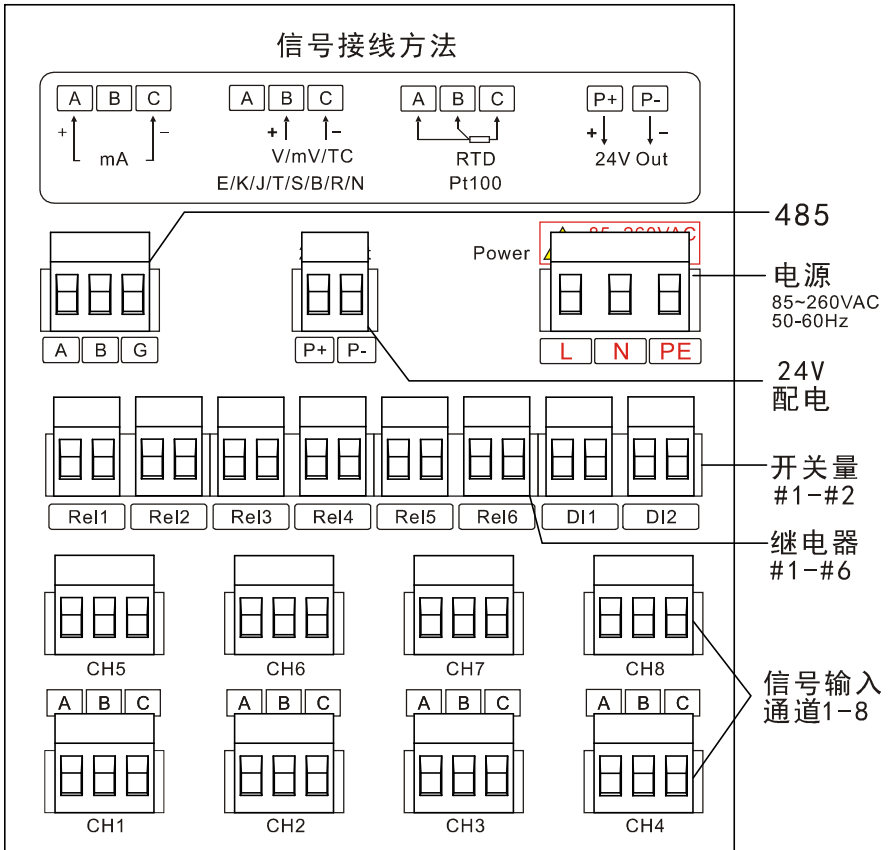 信号接线方法
A B C A B C A B C P+ P-
+ − + − + −
mA V/mV/TC RTD 24V Out
E/K/J/T/S/B/R/N Pt100
485
Power 85~260VAC
电源
85~260VAC
50-60Hz
A B G P+ P- L N PE
24V
配电
开关量
#1−#2
Rel1 Rel2 Rel3 Rel4 Rel5 Rel6 DI1 DI2
继电器
#1−#6
CH5 CH6 CH7 CH8
信号输入
通道1-8
A B C A B C A B C A B C
CH1 CH2 CH3 CH4